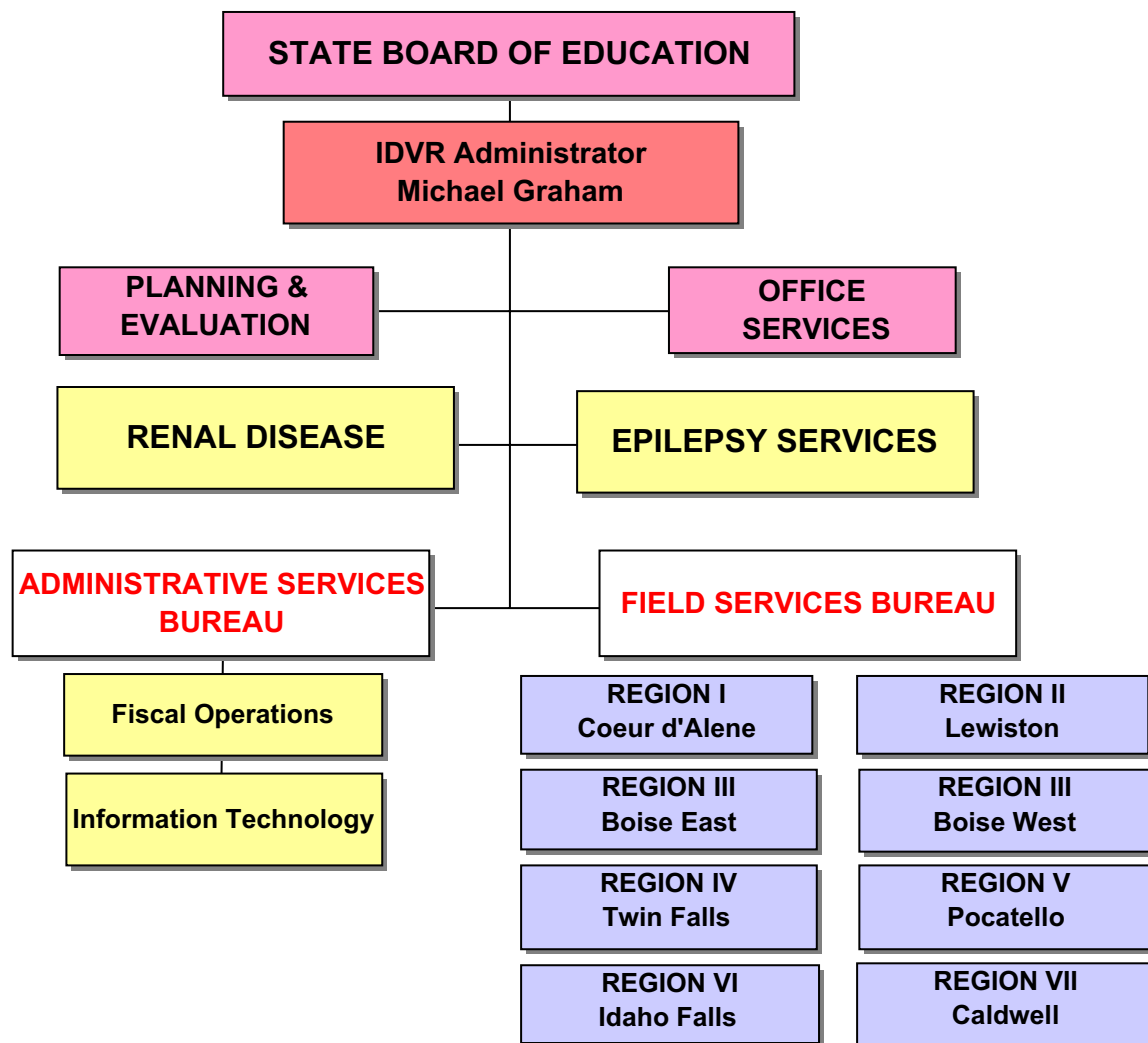 STATE BOARD OF EDUCATION
IDVR Administrator
Michael Graham
PLANNING &
EVALUATION
OFFICE
SERVICES
RENAL DISEASE
EPILEPSY SERVICES
ADMINISTRATIVE SERVICES
BUREAU
FIELD SERVICES BUREAU
Fiscal Operations
Information Technology
REGION I
Coeur d'Alene
REGION II
Lewiston
REGION III
Boise East
REGION III
Boise West
REGION IV
Twin Falls
REGION V
Pocatello
REGION VI
Idaho Falls
REGION VII
Caldwell